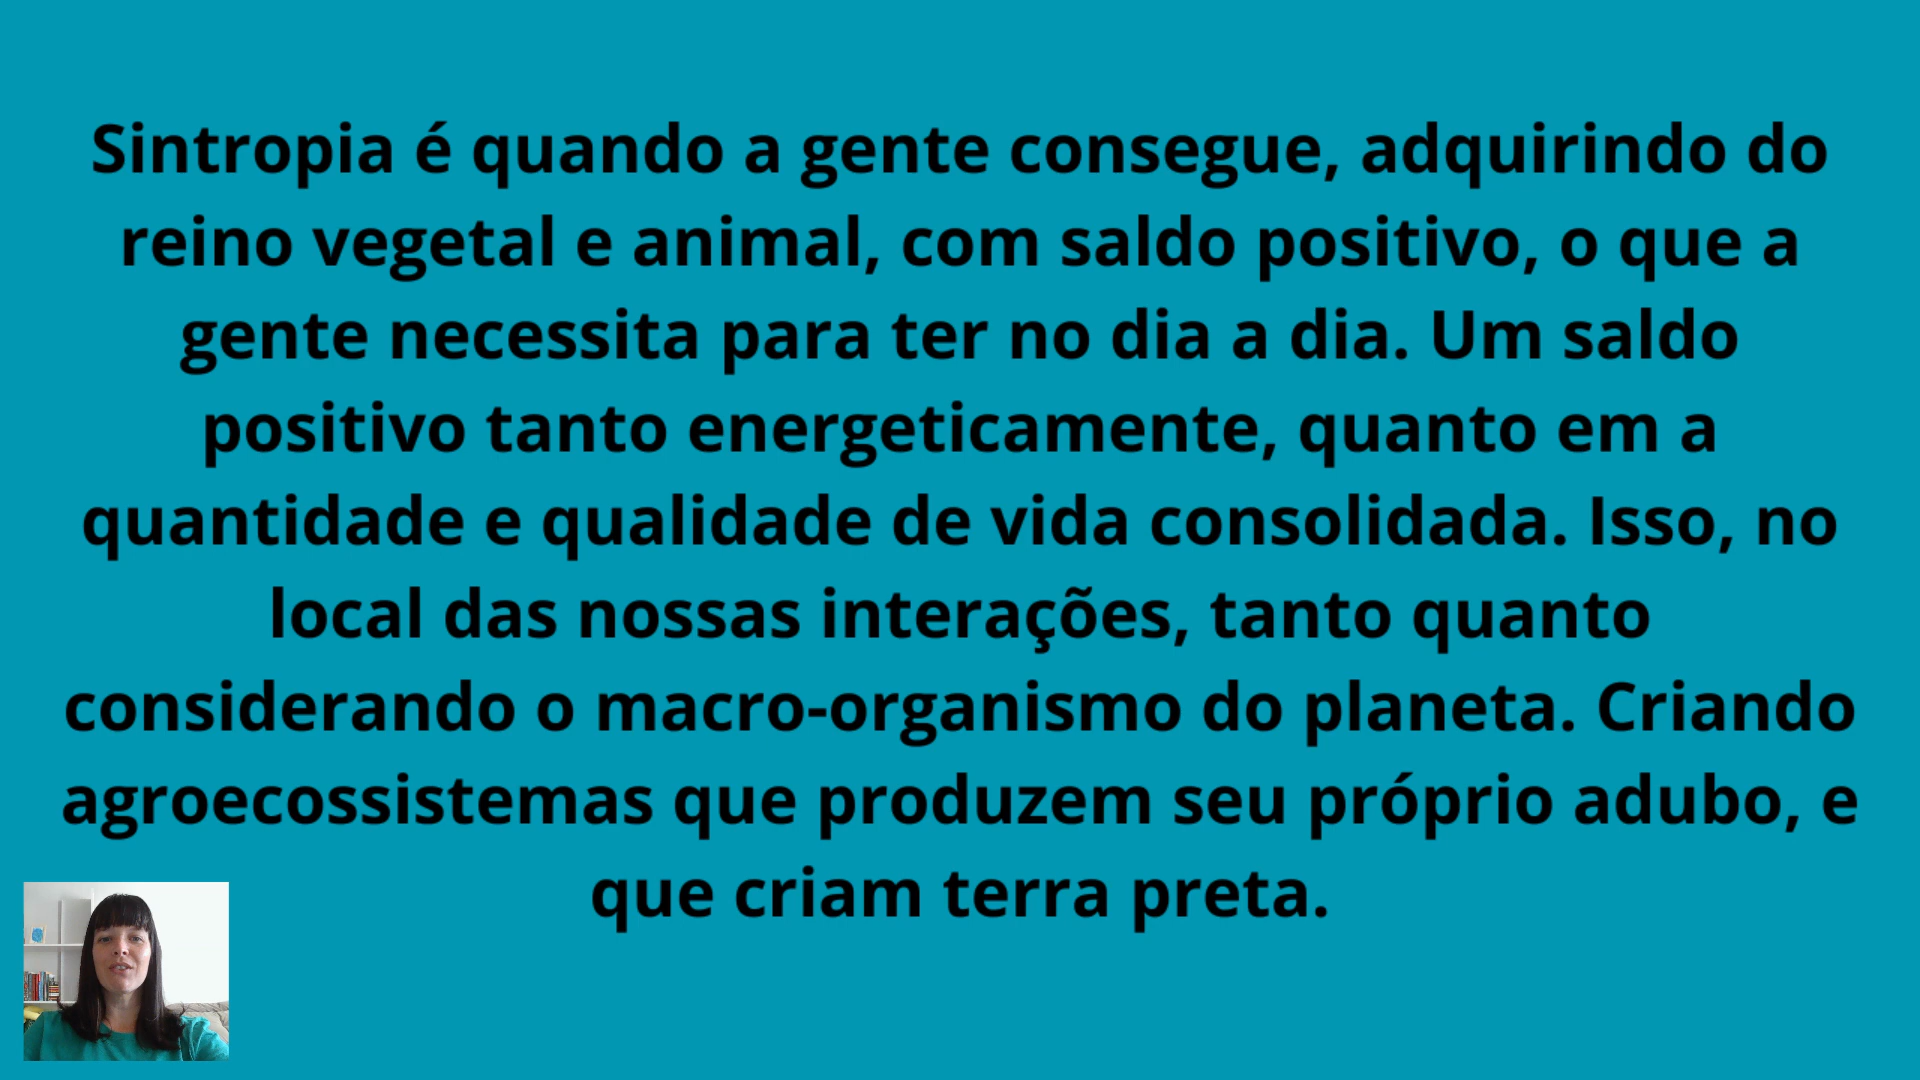 Sintropia é quando a gente consegue, adquirindo do
reino vegetal e animal, com saldo positivo, o que a
gente necessita para ter no dia a dia. Um saldo
positivo tanto energeticamente, quanto em a
quantidade e qualidade de vida consolidada. Isso, no
local das nossas interações, tanto quanto
considerando o macro-organismo do planeta. Criando
agroecossistemas que produzem seu próprio adubo, e
que criam terra preta.